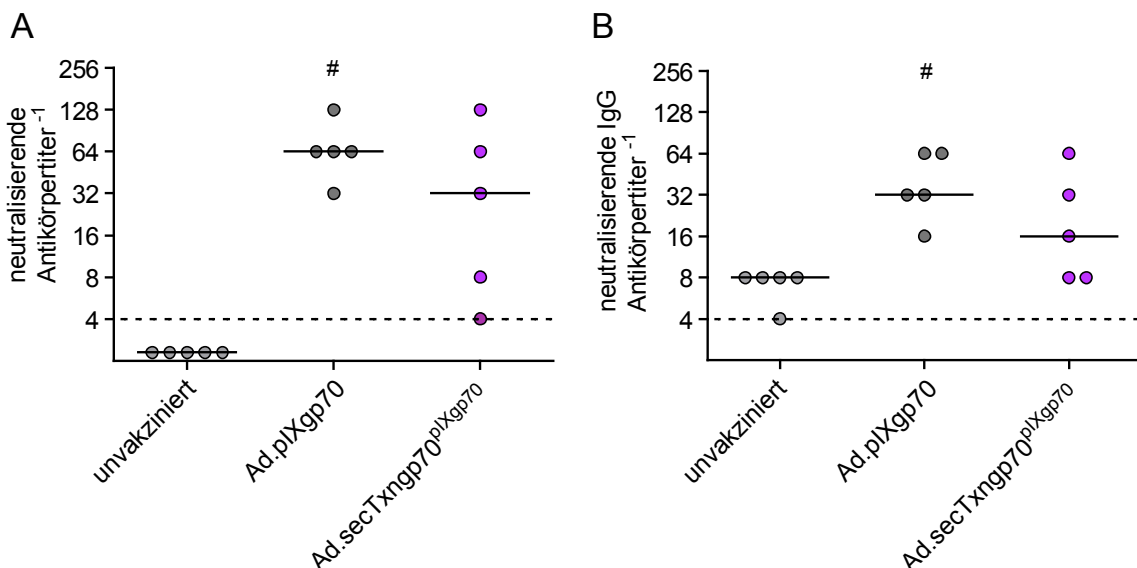 A
neutralisierende
Antikörpertiter -1
256
128
64
32
16
8
4
#
unvakziniert
Ad.pIXgp70
Ad.secTxngp70pIXgp70
B
neutralisierende IgG
Antikörpertiter -1
256
128
64
32
16
8
4
#
unvakziniert
Ad.pIXgp70
Ad.secTxngp70pIXgp70